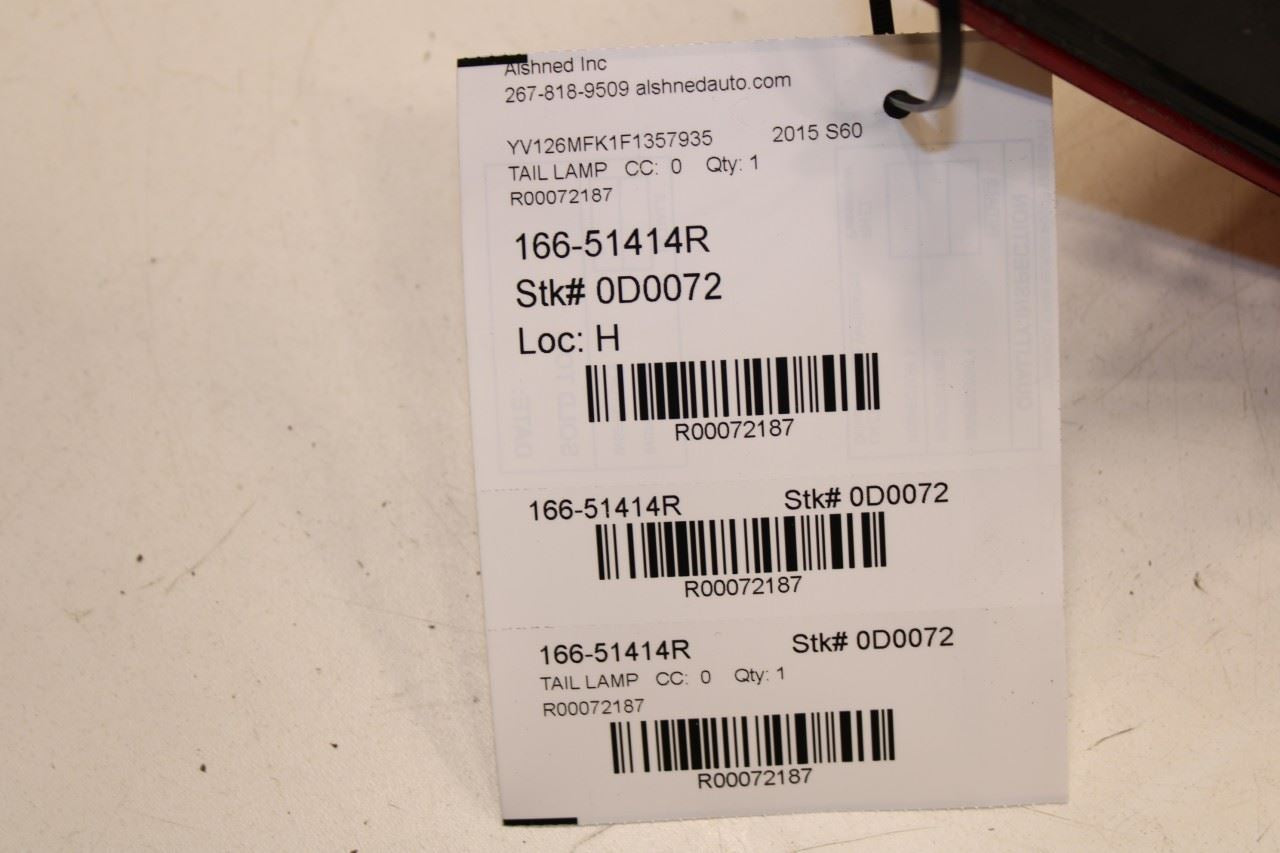 Alshned Inc
267-818-9509 alshnedauto.com
YV126MFK1F1357935 2015 S60
TAIL LAMP CC: 0 Qty: 1
R00072187
166-51414R
Stk# 0D0072
Loc: H
R00072187
166-51414R Stk# 0D0072
R00072187
166-51414R Stk# 0D0072
TAIL LAMP CC: 0 Qty: 1
R00072187
R00072187